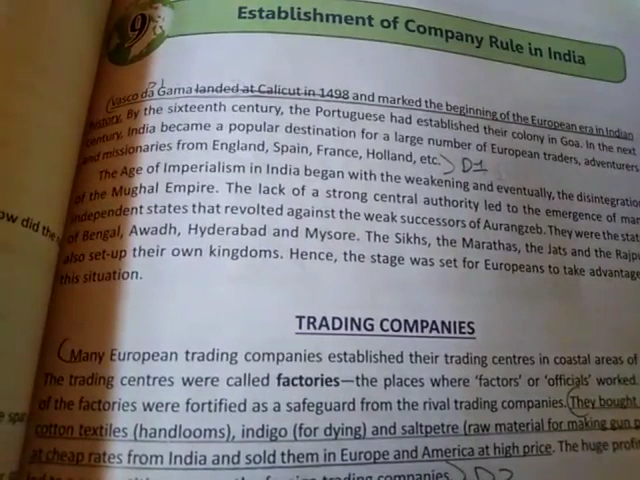 9
Establishment of Company Rule in India
Vasco da Gama landed at Calicut in 1498 and marked the beginning of the European era in Indian
history. By the sixteenth century, the Portuguese had established their colony in Goa. In the next
century, India became a popular destination for a large number of European traders, adventurers
and missionaries from England, Spain, France, Holland, etc. D1
The Age of Imperialism in India began with the weakening and eventually, the disintegratio
of the Mughal Empire. The lack of a strong central authority led to the emergence of man
independent states that revolted against the weak successors of Aurangzeb. They were the stat
of Bengal, Awadh, Hyderabad and Mysore. The Sikhs, the Marathas, the Jats and the Rajpu
also set-up their own kingdoms. Hence, the stage was set for Europeans to take advantage
this situation.
ow did the
TRADING COMPANIES
Many European trading companies established their trading centres in coastal areas of
The trading centres were called factories—the places where 'factors' or 'officials' worked.
of the factories were fortified as a safeguard from the rival trading companies. They bought
cotton textiles (handlooms), indigo (for dying) and saltpetre (raw material for making gun p
at cheap rates from India and sold them in Europe and America at high price. The huge profi
trading companies. D2